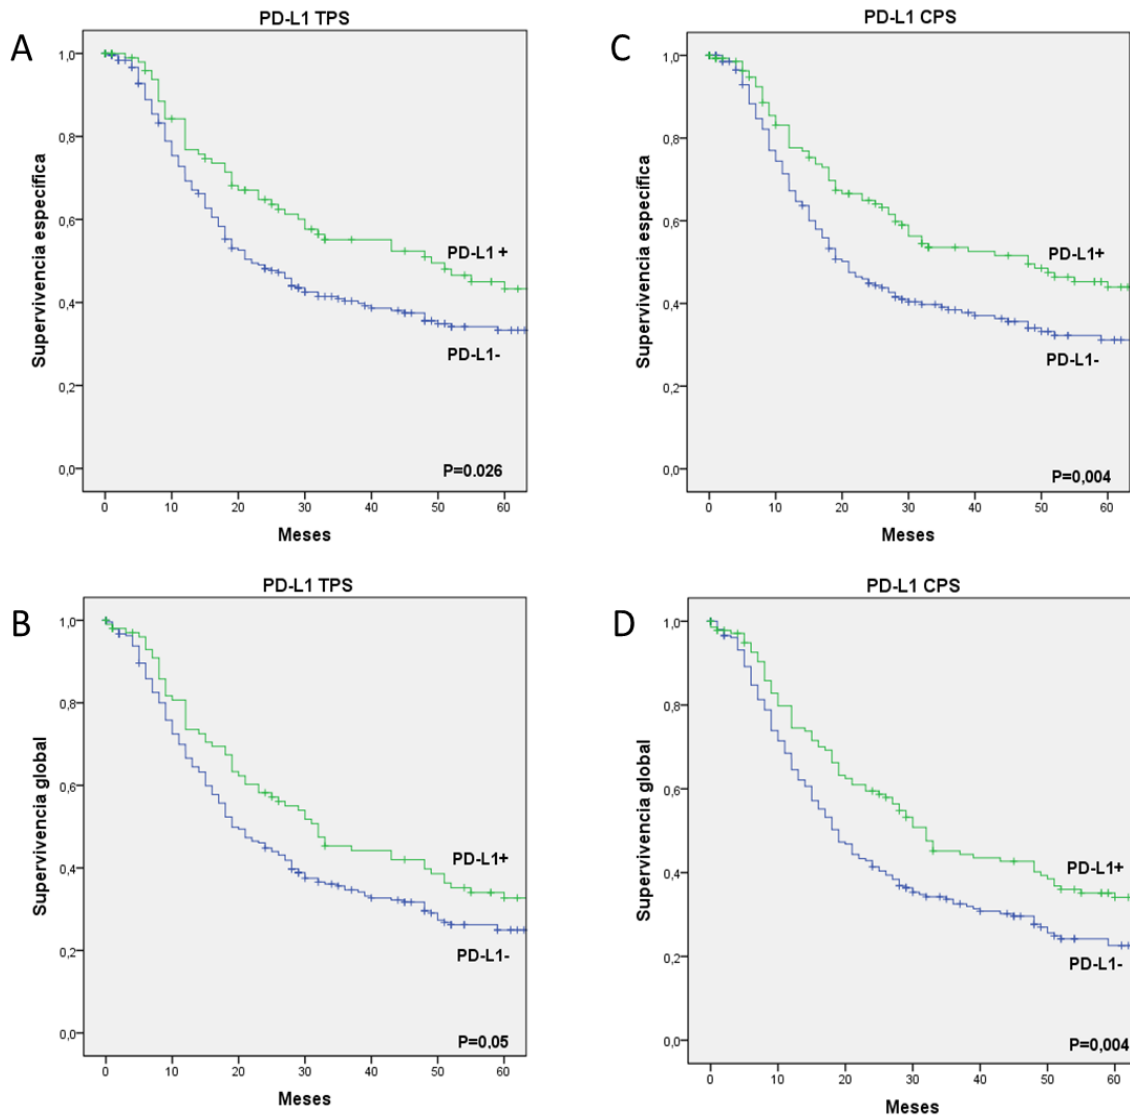 PD-L1 TPS
A
Supervivencia específica
1,0
0,8
0,6
0,4
0,2
0,0
PD-L1 +
PD-L1-
P=0.026
0 10 20 30 40 50 60
Meses
PD-L1 CPS
C
Supervivencia específica
1,0
0,8
0,6
0,4
0,2
0,0
PD-L1+
PD-L1-
P=0,004
0 10 20 30 40 50 60
Meses
PD-L1 TPS
B
Supervivencia global
1,0
0,8
0,6
0,4
0,2
0,0
PD-L1+
PD-L1-
P=0,05
0 10 20 30 40 50 60
Meses
PD-L1 CPS
D
Supervivencia global
1,0
0,8
0,6
0,4
0,2
0,0
PD-L1+
PD-L1-
P=0,004
0 10 20 30 40 50 60
Meses